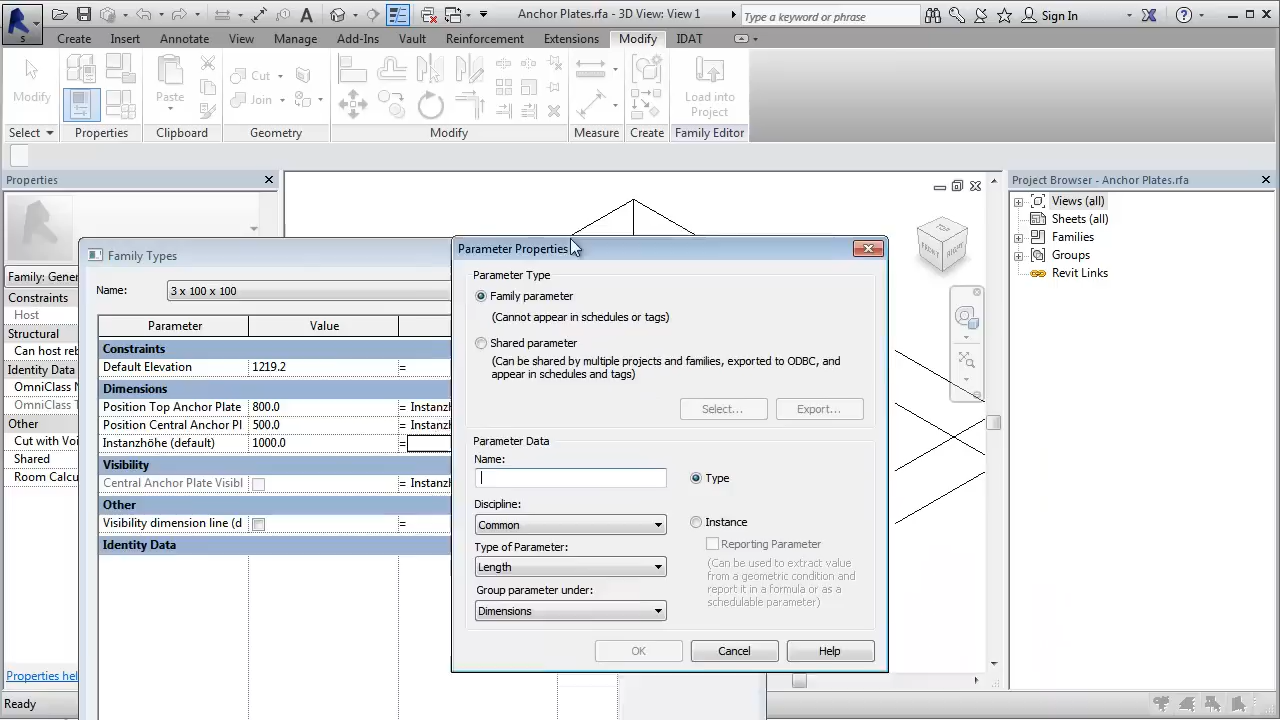 Anchor Plates.rfa - 3D View: View 1
Type a keyword or phrase
Sign In
Create
Insert
Annotate
View
Manage
Add-Ins
Vault
Reinforcement
Extensions
Modify
IDAT
Modify
Paste
Cut
Join
Load into
Project
Select
Properties
Clipboard
Geometry
Modify
Measure
Create
Family Editor
Properties
Project Browser - Anchor Plates.rfa
Views (all)
Sheets (all)
Families
Groups
Revit Links
TOP
FRONT
RIGHT
Family: Gener
Constraints
Host
Structural
Can host reb
Identity Data
OmniClass N
OmniClass T
Other
Cut with Voi
Shared
Room Calcu
Properties help
Ready
Family Types
Name:
3 x 100 x 100
Parameter
Value
Constraints
Default Elevation
1219.2
=
Dimensions
Position Top Anchor Plate
800.0
= Instanzh
Position Central Anchor Pl
500.0
= Instanzh
Instanzhöhe (default)
1000.0
=
Visibility
Central Anchor Plate Visibl
= Instanzh
Other
Visibility dimension line (d
=
Identity Data
Parameter Properties
Parameter Type
Family parameter
(Cannot appear in schedules or tags)
Shared parameter
(Can be shared by multiple projects and families, exported to ODBC, and
appear in schedules and tags)
Select...
Export...
Parameter Data
Name:
Type
Discipline:
Common
Instance
Type of Parameter:
Reporting Parameter
Length
(Can be used to extract value
from a geometric condition and
report it in a formula or as a
schedulable parameter)
Group parameter under:
Dimensions
OK
Cancel
Help